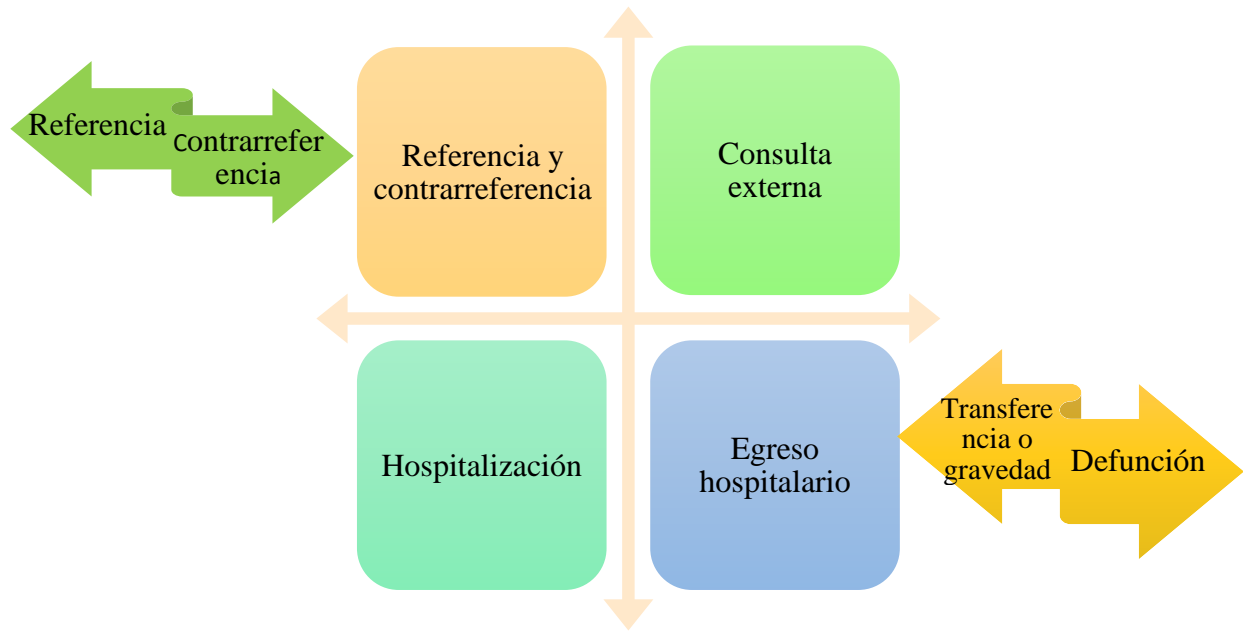 Referencia
Contrarrefer
encia
Referencia y
contrarreferencia
Consulta
externa
Hospitalización
Egreso
hospitalario
Transfere
ncia o
gravedad
Defunción